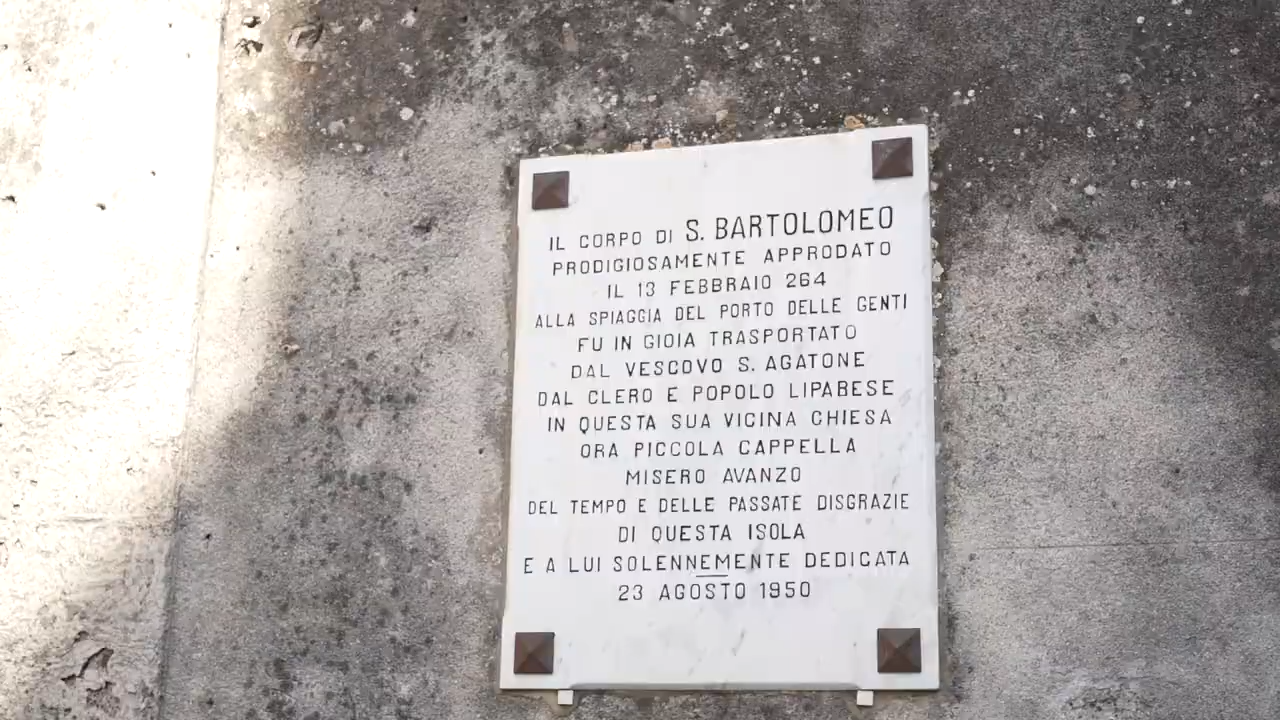 IL CORPO DI S. BARTOLOMEO
PRODIGIOSAMENTE APPRODATO
IL 13 FEBBRAIO 264
ALLA SPIAGGIA DEL PORTO DELLE GENTI
FU IN GIOIA TRASPORTATO
DAL VESCOVO S. AGATONE
DAL CLERO E POPOLO LIPARESE
IN QUESTA SUA VICINA CHIESA
ORA PICCOLA CAPPELLA
MISERO AVANZO
DEL TEMPO E DELLE PASSATE DISGRAZIE
DI QUESTA ISOLA
E A LUI SOLENNEMENTE DEDICATA
23 AGOSTO 1950